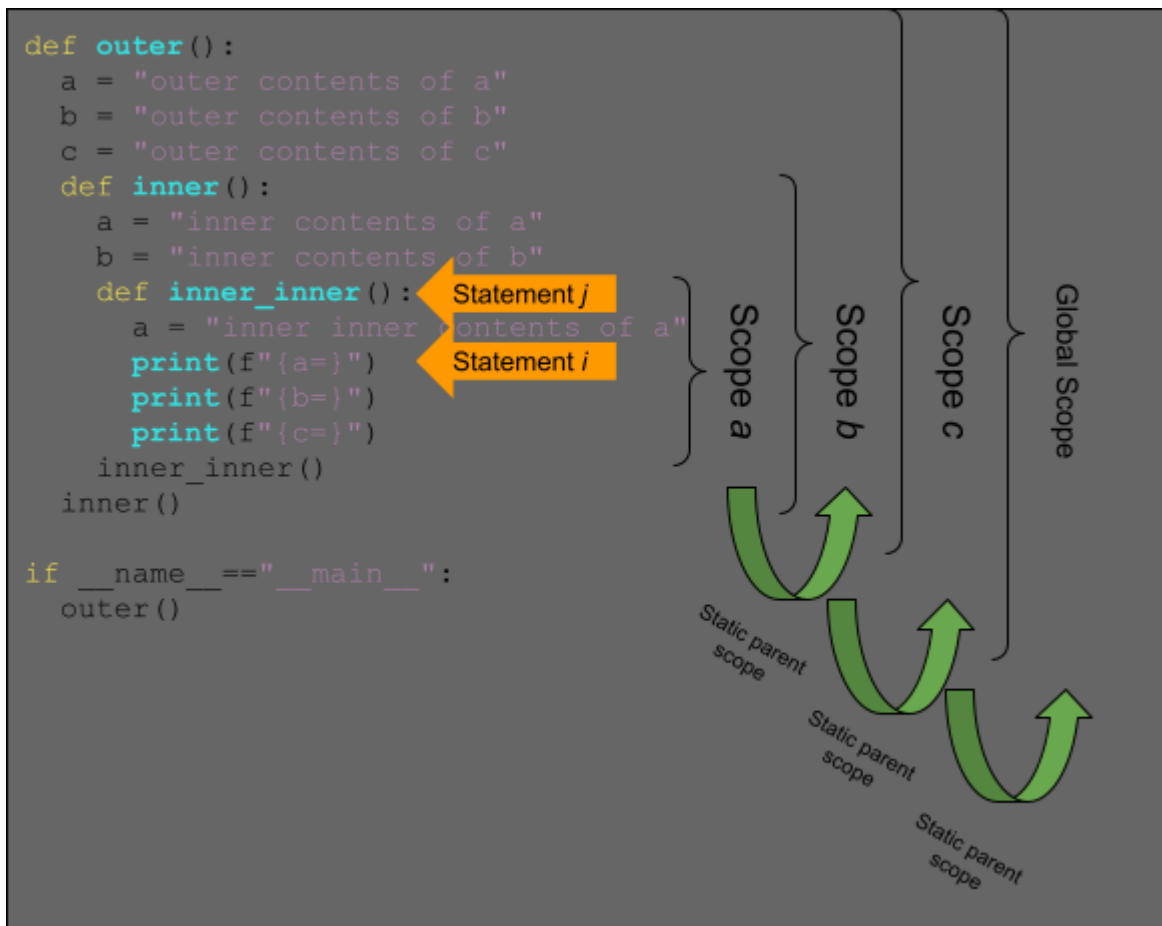 def outer():
  a = "outer contents of a"
  b = "outer contents of b"
  c = "outer contents of c"
  def inner():
    a = "inner contents of a"
    b = "inner contents of b"
    def inner_inner():
      a = "inner inner contents of a"
      print(f"{a=}")
      print(f"{b=}")
      print(f"{c=}")
    inner_inner()
  inner()
if __name__=="__main__":
  outer()
Statement j
Statement i
Scope a
Scope b
Scope c
Global Scope
Static parent
scope
Static parent
scope
Static parent
scope